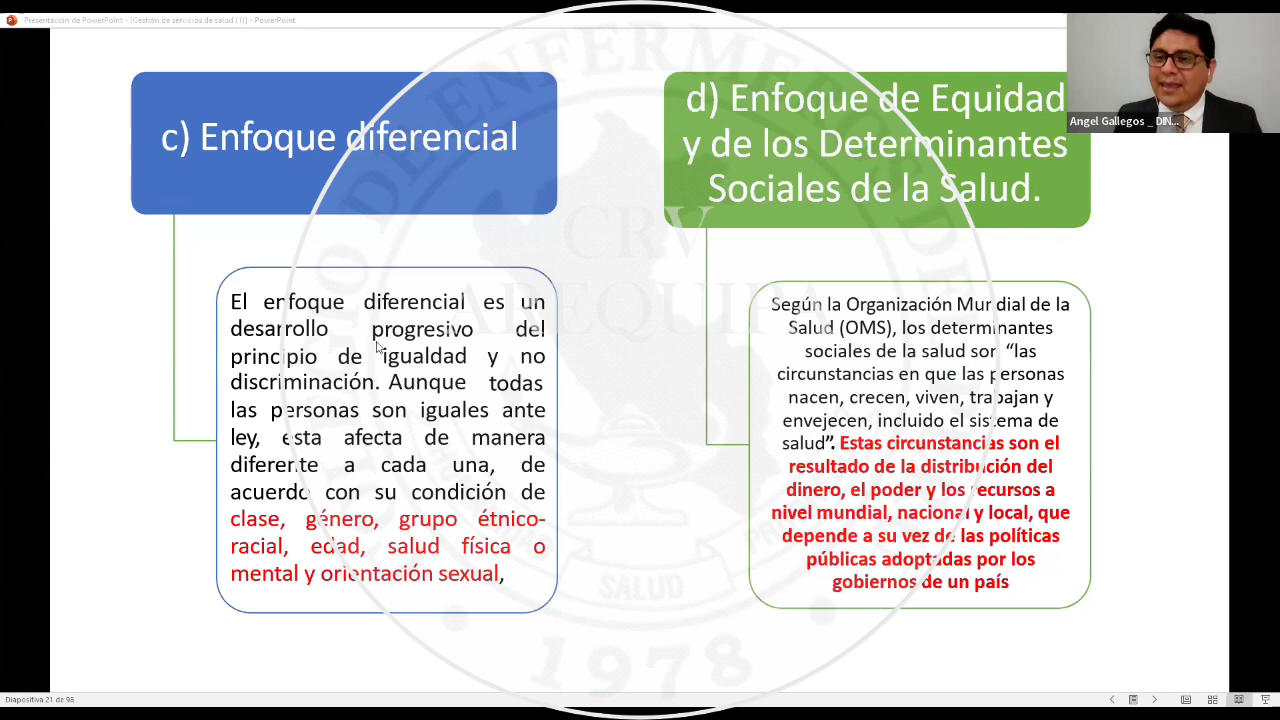 Presentación de PowerPoint - [Gestión de servicios de salud (1)] - PowerPoint
c) Enfoque diferencial
El enfoque diferencial es un
desarrollo progresivo del
principio de igualdad y no
discriminación. Aunque todas
las personas son iguales ante
ley, esta afecta de manera
diferente a cada una, de
acuerdo con su condición de
clase, género, grupo étnico-
racial, edad, salud física o
mental y orientación sexual,
d) Enfoque de Equidad
y de los Determinantes
Sociales de la Salud.
Según la Organización Mundial de la
Salud (OMS), los determinantes
sociales de la salud son “las
circunstancias en que las personas
nacen, crecen, viven, trabajan y
envejecen, incluido el sistema de
salud”. Estas circunstancias son el
resultado de la distribución del
dinero, el poder y los recursos a
nivel mundial, nacional y local, que
depende a su vez de las políticas
públicas adoptadas por los
gobiernos de un país
Angel Gallegos _ DIN...
CRV
AREQUIPA
SALUD
1978
Diapositiva 21 de 98